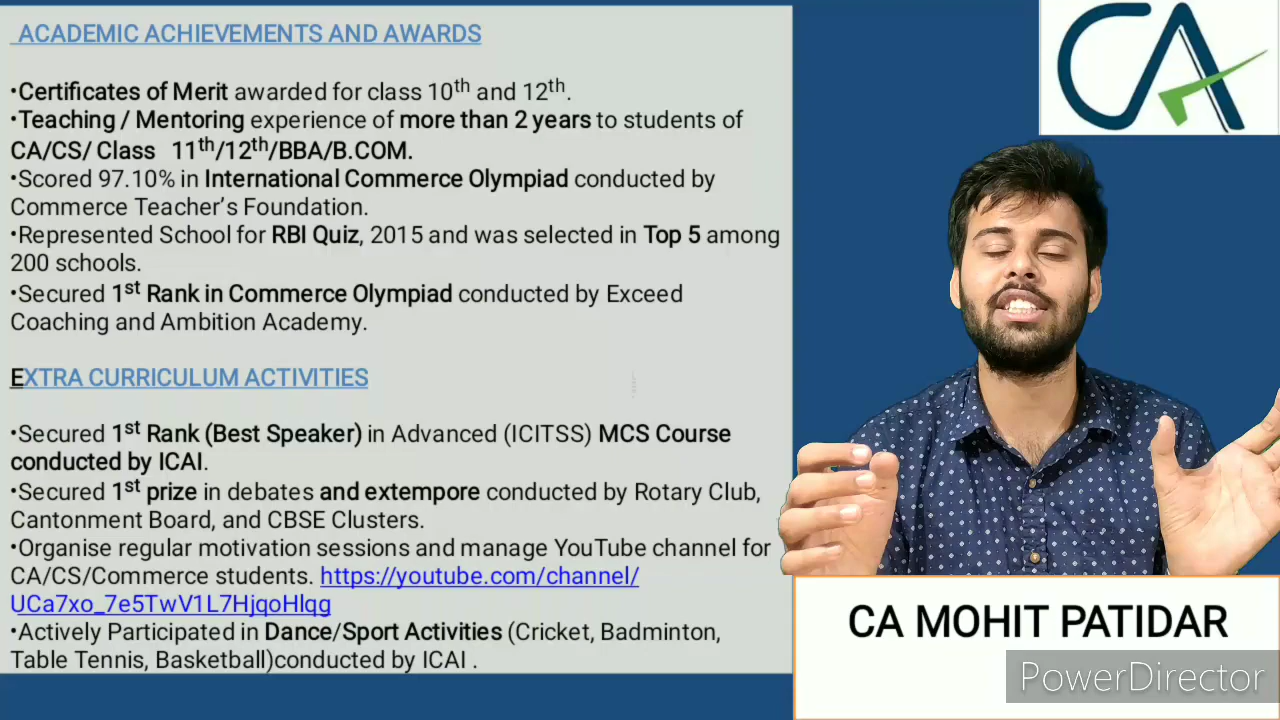 ACADEMIC ACHIEVEMENTS AND AWARDS
•Certificates of Merit awarded for class 10th and 12th.
•Teaching / Mentoring experience of more than 2 years to students of
CA/CS/ Class 11th/12th/BBA/B.COM.
•Scored 97.10% in International Commerce Olympiad conducted by
Commerce Teacher’s Foundation.
•Represented School for RBI Quiz, 2015 and was selected in Top 5 among
200 schools.
•Secured 1st Rank in Commerce Olympiad conducted by Exceed
Coaching and Ambition Academy.
EXTRA CURRICULUM ACTIVITIES
•Secured 1st Rank (Best Speaker) in Advanced (ICITSS) MCS Course
conducted by ICAI.
•Secured 1st prize in debates and extempore conducted by Rotary Club,
Cantonment Board, and CBSE Clusters.
•Organise regular motivation sessions and manage YouTube channel for
CA/CS/Commerce students. https://youtube.com/channel/
UCa7xo_7e5TwV1L7HjqoHlqg
•Actively Participated in Dance/Sport Activities (Cricket, Badminton,
Table Tennis, Basketball)conducted by ICAI .
CA
CA MOHIT PATIDAR
PowerDirector